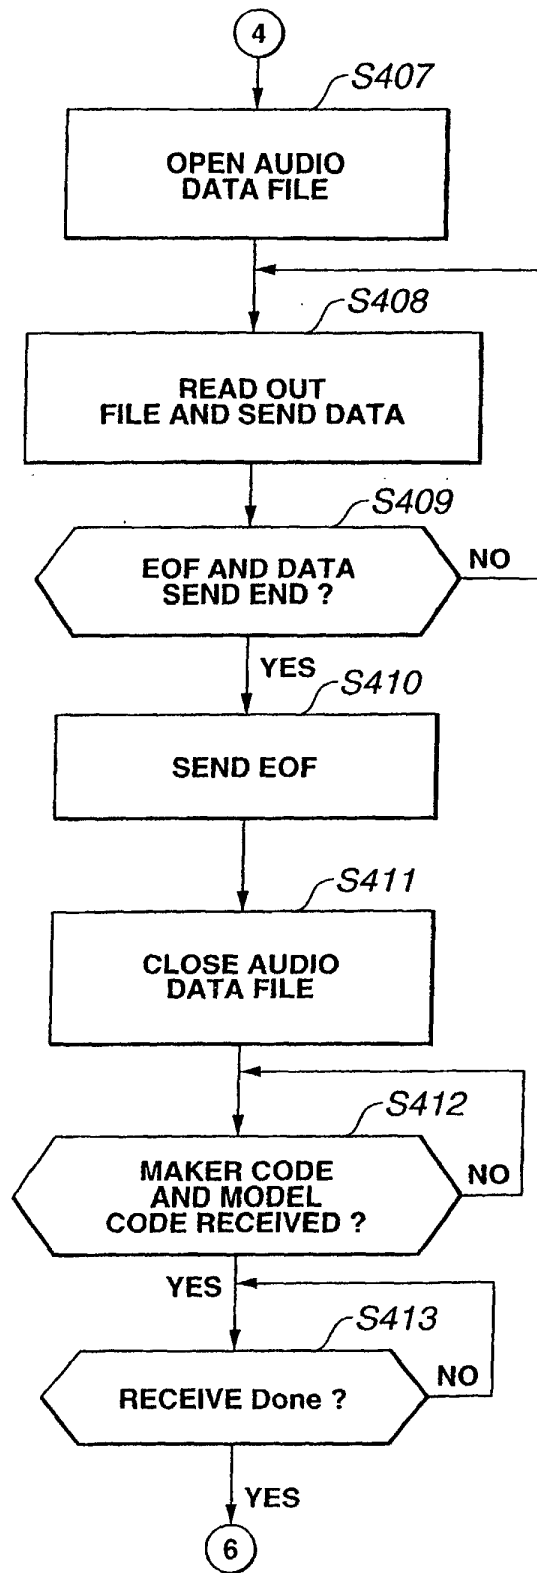 4
S407
OPEN AUDIO
DATA FILE
S408
READ OUT
FILE AND SEND DATA
S409
EOF AND DATA
SEND END ?
NO
YES
S410
SEND EOF
S411
CLOSE AUDIO
DATA FILE
S412
MAKER CODE
AND MODEL
CODE RECEIVED ?
NO
YES
S413
RECEIVE Done ?
NO
YES
6